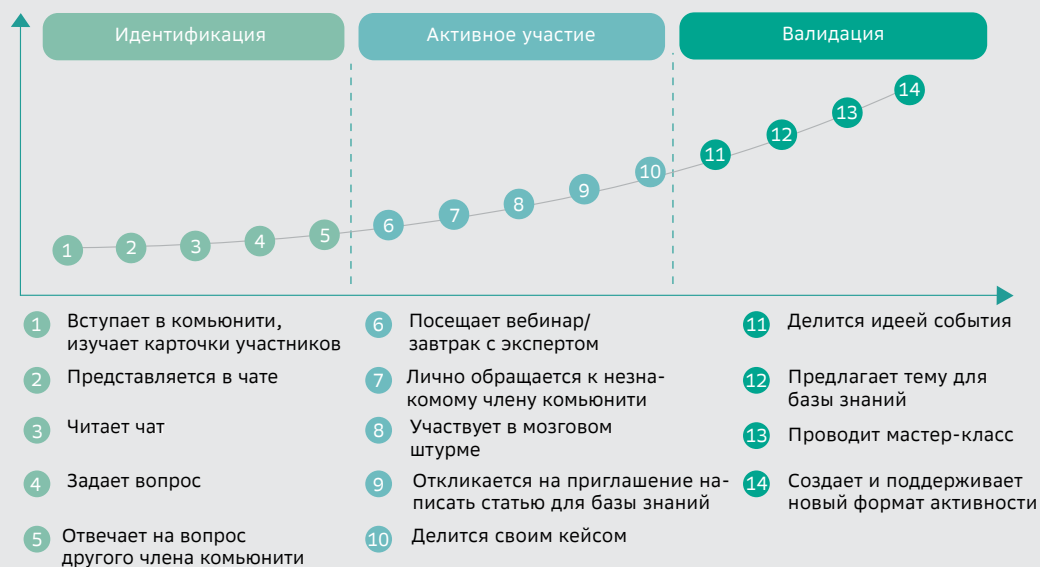 Идентификация
Активное участие
Валидация
1
2
3
4
5
6
7
8
9
10
11
12
13
14
1 Вступает в комьюнити,
изучает карточки участников
2 Представляется в чате
3 Читает чат
4 Задает вопрос
5 Отвечает на вопрос
другого члена комьюнити
6 Посещает вебинар/
завтрак с экспертом
7 Лично обращается к незна-
комому члену комьюнити
8 Участвует в мозговом
штурме
9 Откликается на приглашение на-
писать статью для базы знаний
10 Делится своим кейсом
11 Делится идеей события
12 Предлагает тему для
базы знаний
13 Проводит мастер-класс
14 Создает и поддерживает
новый формат активности